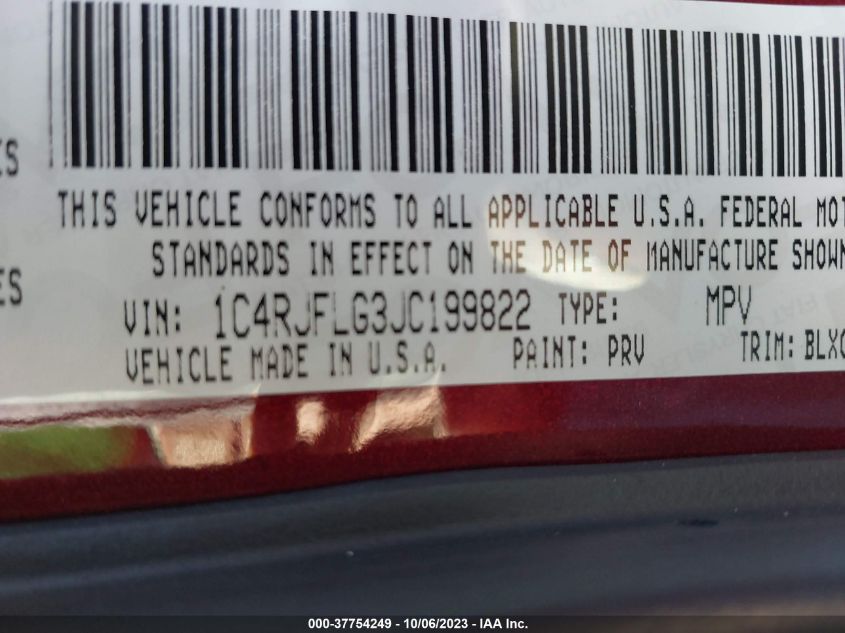 THIS VEHICLE CONFORMS TO ALL APPLICABLE U.S.A. FEDERAL MOT
STANDARDS IN EFFECT ON THE DATE OF MANUFACTURE SHOWN
VIN: 1C4RJFLG3JC199822 TYPE: MPV
VEHICLE MADE IN U.S.A. PAINT: PRV TRIM: BLX
000-37754249 - 10/06/2023 - IAA Inc.